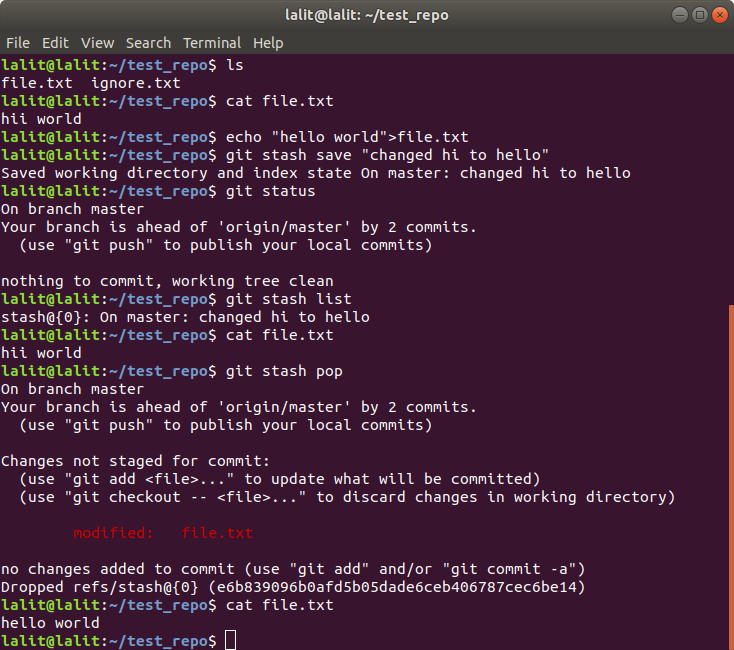 lalit@lalit: ~/test_repo
File Edit View Search Terminal Help
lalit@lalit:~/test_repo$ ls
file.txt  ignore.txt
lalit@lalit:~/test_repo$ cat file.txt
hii world
lalit@lalit:~/test_repo$ echo "hello world">file.txt
lalit@lalit:~/test_repo$ git stash save "changed hi to hello"
Saved working directory and index state On master: changed hi to hello
lalit@lalit:~/test_repo$ git status
On branch master
Your branch is ahead of 'origin/master' by 2 commits.
  (use "git push" to publish your local commits)

nothing to commit, working tree clean
lalit@lalit:~/test_repo$ git stash list
stash@{0}: On master: changed hi to hello
lalit@lalit:~/test_repo$ cat file.txt
hii world
lalit@lalit:~/test_repo$ git stash pop
On branch master
Your branch is ahead of 'origin/master' by 2 commits.
  (use "git push" to publish your local commits)

Changes not staged for commit:
  (use "git add <file>..." to update what will be committed)
  (use "git checkout -- <file>..." to discard changes in working directory)

        modified:   file.txt

no changes added to commit (use "git add" and/or "git commit -a")
Dropped refs/stash@{0} (e6b839096b0afd5b05dade6ceb406787cec6be14)
lalit@lalit:~/test_repo$ cat file.txt
hello world
lalit@lalit:~/test_repo$